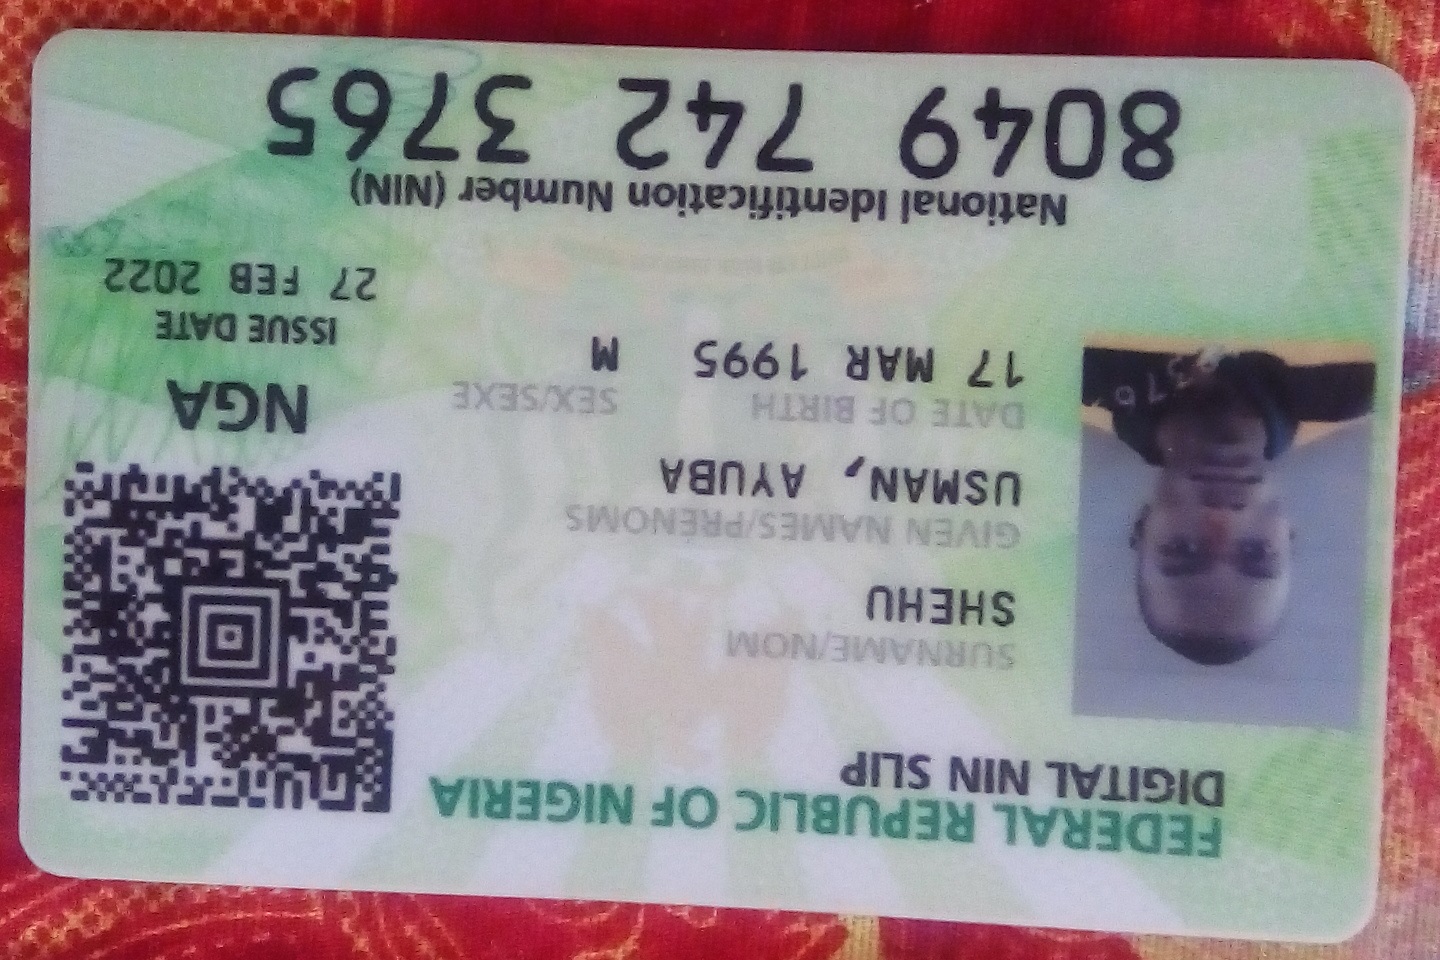 FEDERAL REPUBLIC OF NIGERIA
DIGITAL NIN SLIP
SURNAME/NOM
SHEHU
GIVEN NAMES/PRÉNOMS
USMAN, AYUBA
DATE OF BIRTH
17 MAR 1995
SEX/SEXE
M
NGA
ISSUE DATE
27 FEB 2022
National Identification Number (NIN)
8049 742 3765